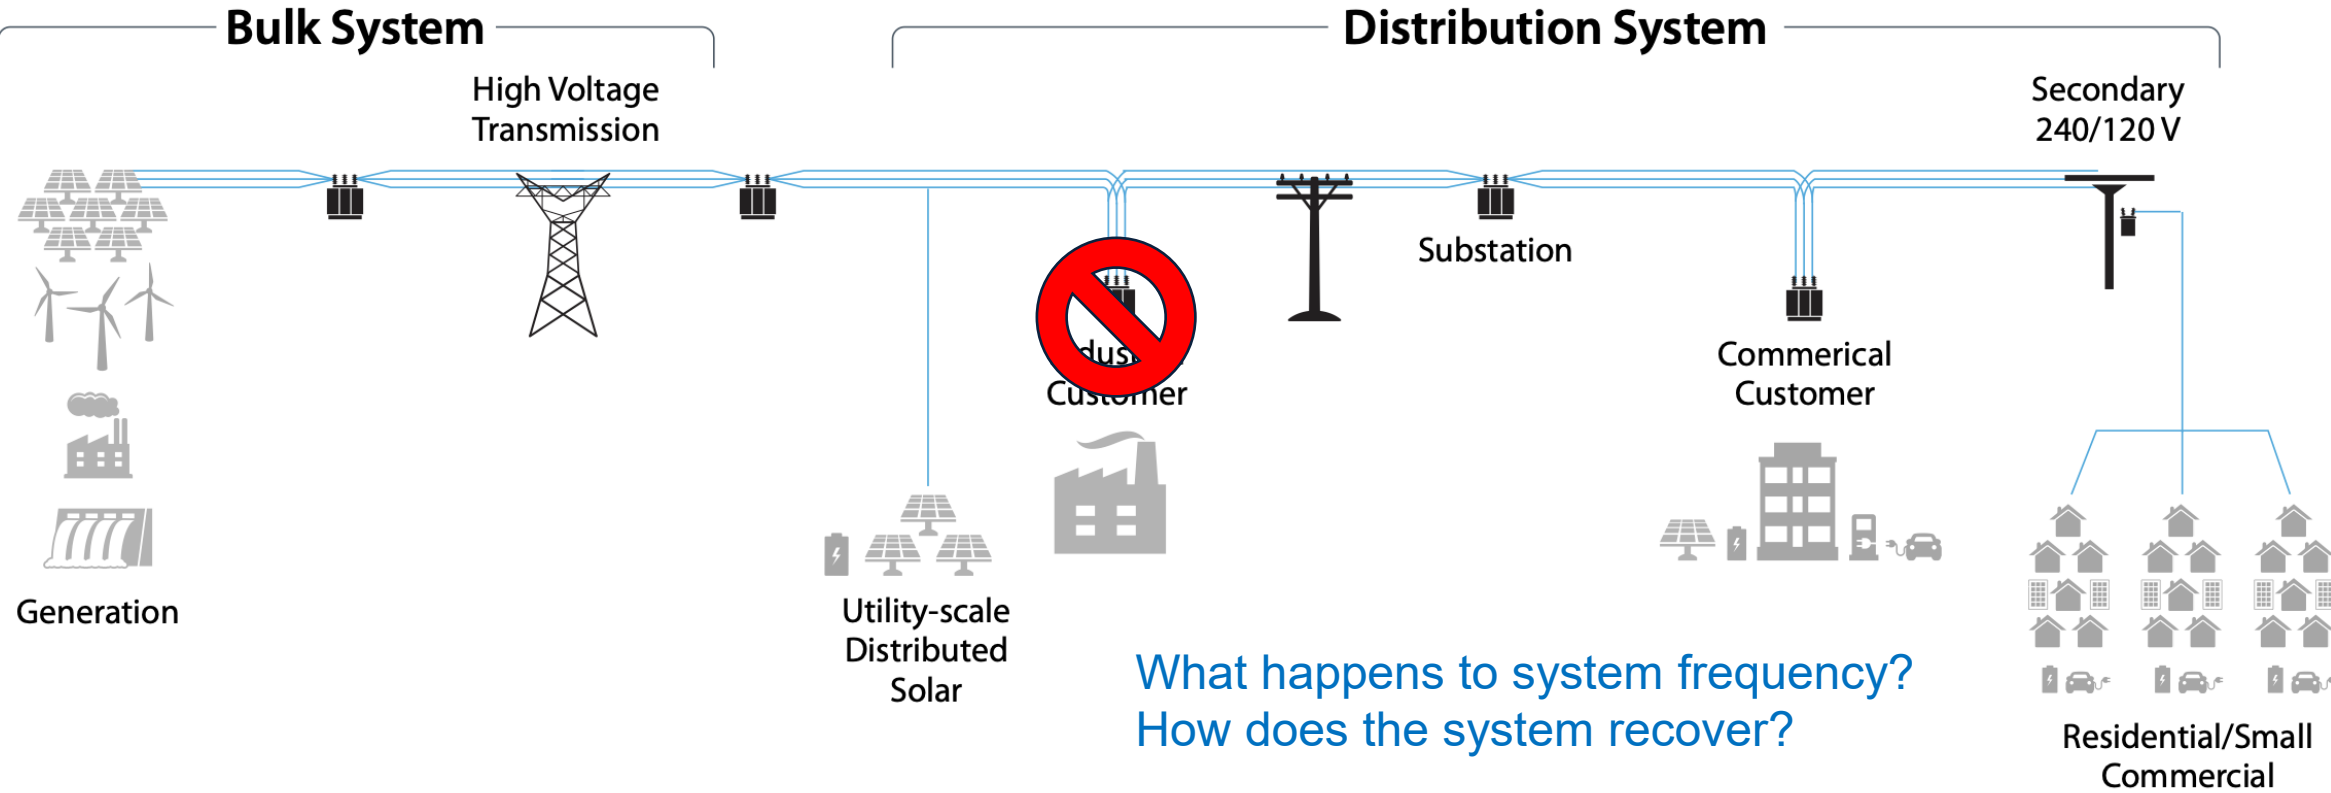 Bulk System
Distribution System
High Voltage
Transmission
Secondary
240/120 V
Substation
Customer
Commerical
Customer
Generation
Utility-scale
Distributed
Solar
What happens to system frequency?
How does the system recover?
Residential/Small
Commercial